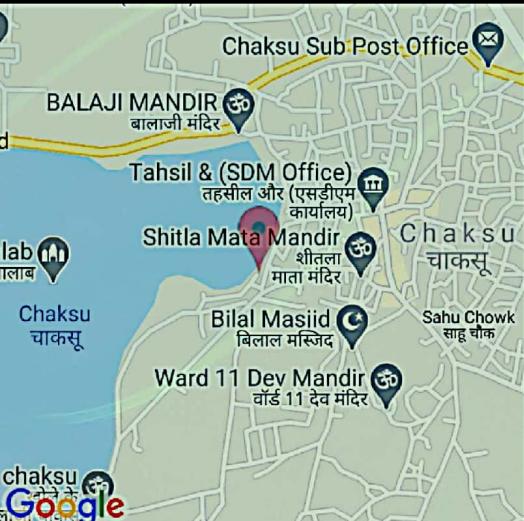 Chaksu Sub Post Office
BALAJI MANDIR
बालाजी मंदिर
d
Tahsil & (SDM Office)
तहसील और (एसडीएम
कार्यालय)
Shitla Mata Mandir
शीतला
माता मंदिर
Chaksu
चाकसू
lab
ालाब
Chaksu
चाकसू
Bilal Masjid
बिलाल मस्जिद
Sahu Chowk
साहू चौक
Ward 11 Dev Mandir
वॉर्ड 11 देव मंदिर
chaksu
Google